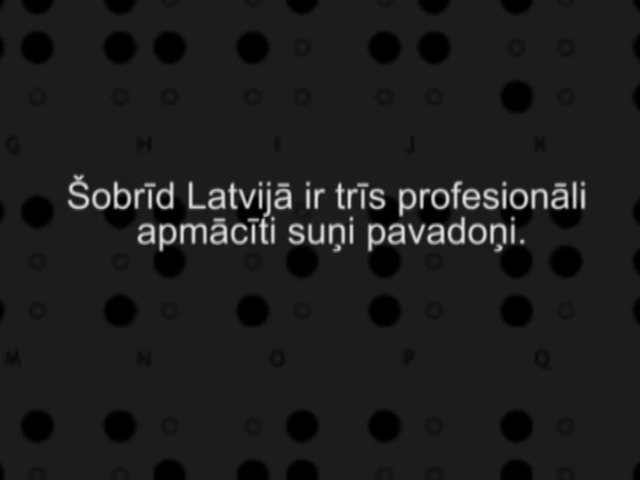 G H I J K
Šobrīd Latvijā ir trīs profesionāli
apmācīti suņi pavadoņi.
M N O P Q